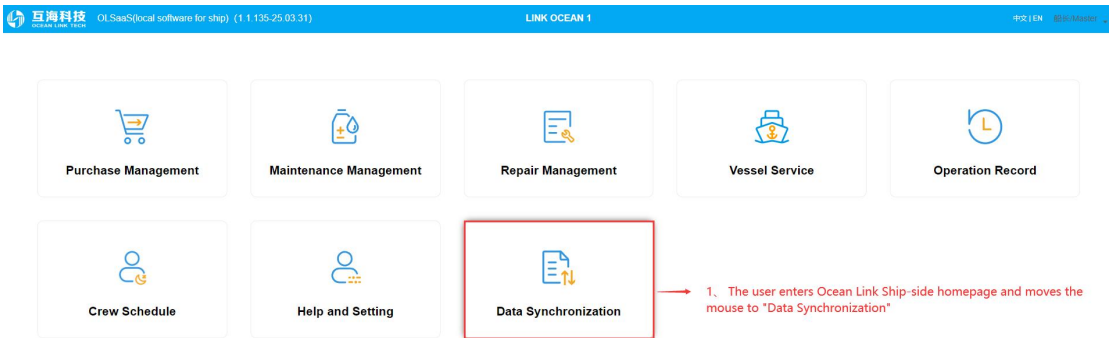 互海科技
OCEAN LINK TECH
OLSaaS(local software for ship) (1.1.135-25.03.31)
LINK OCEAN 1
中文 | EN
船长/Master
Purchase Management
Maintenance Management
Repair Management
Vessel Service
Operation Record
Crew Schedule
Help and Setting
Data Synchronization
1、 The user enters Ocean Link Ship-side homepage and moves the
mouse to "Data Synchronization"